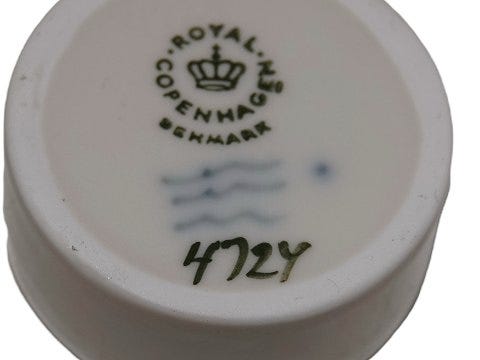 ROYAL
COPENHAGEN
DENMARK
4724